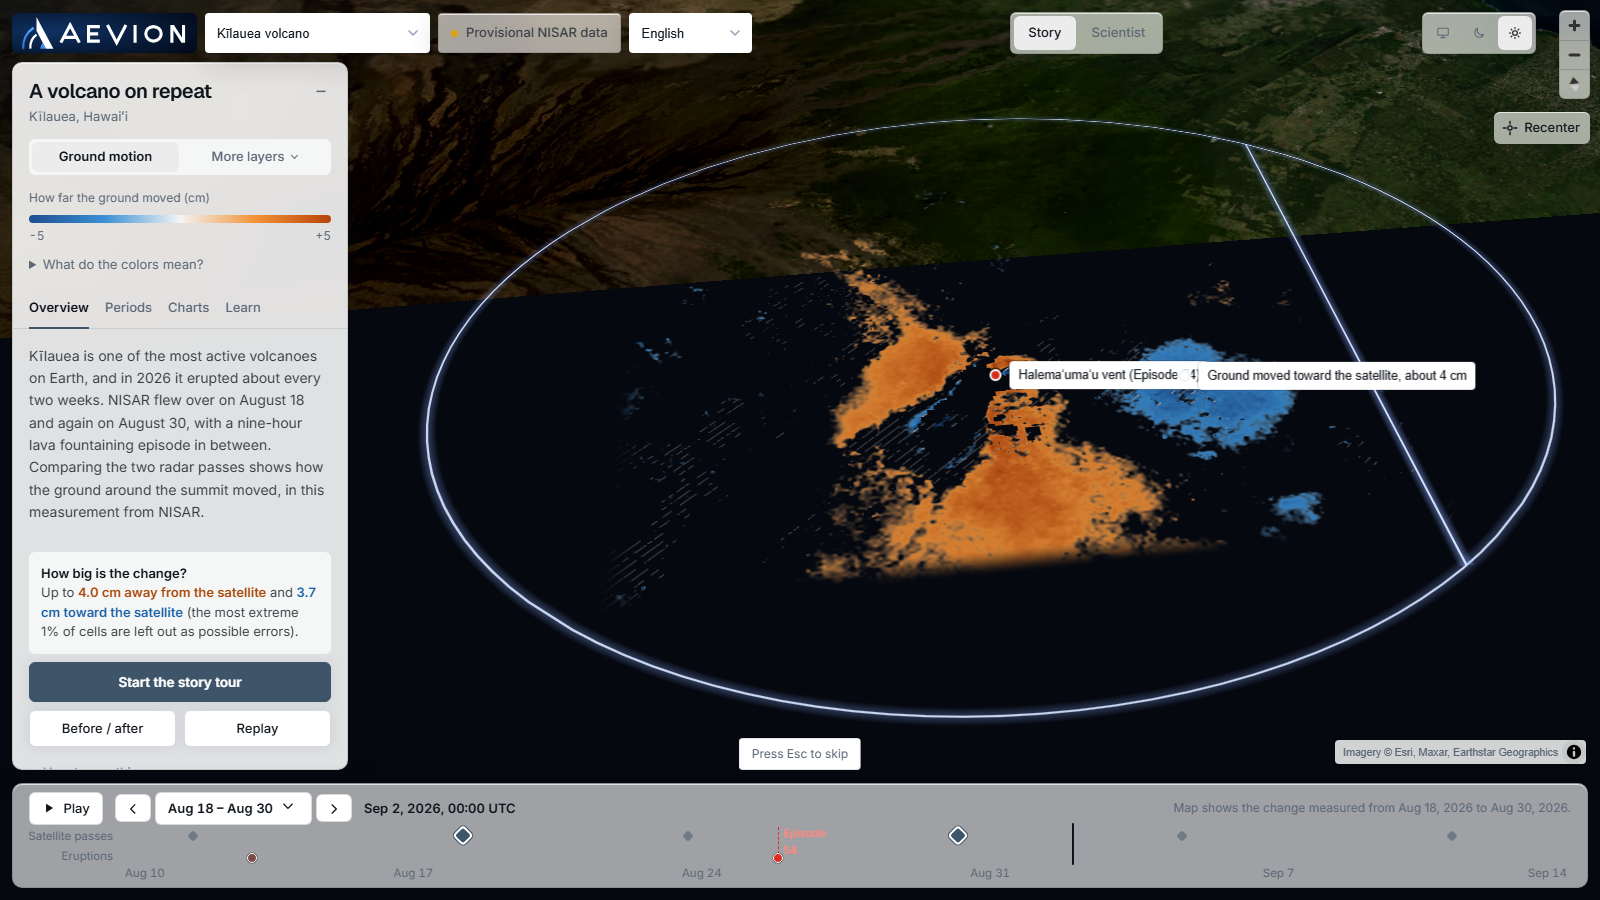 AEVION
Kīlauea volcano
Provisional NISAR data
English
Story
Scientist
Recenter
A volcano on repeat
Kīlauea, Hawaiʻi
Ground motion
More layers
How far the ground moved (cm)
-5
+5
What do the colors mean?
Overview
Periods
Charts
Learn
Kīlauea is one of the most active volcanoes
on Earth, and in 2026 it erupted about every
two weeks. NISAR flew over on August 18
and again on August 30, with a nine-hour
lava fountaining episode in between.
Comparing the two radar passes shows how
the ground around the summit moved, in this
measurement from NISAR.
How big is the change?
Up to 4.0 cm away from the satellite and 3.7
cm toward the satellite (the most extreme
1% of cells are left out as possible errors).
Start the story tour
Before / after
Replay
Halemaʻumaʻu vent (Episode 4)
Ground moved toward the satellite, about 4 cm
Press Esc to skip
Imagery © Esri, Maxar, Earthstar Geographics
Play
Aug 18 – Aug 30
Sep 2, 2026, 00:00 UTC
Map shows the change measured from Aug 18, 2026 to Aug 30, 2026.
Satellite passes
Eruptions
Episode
54
Aug 10
Aug 17
Aug 24
Aug 31
Sep 7
Sep 14